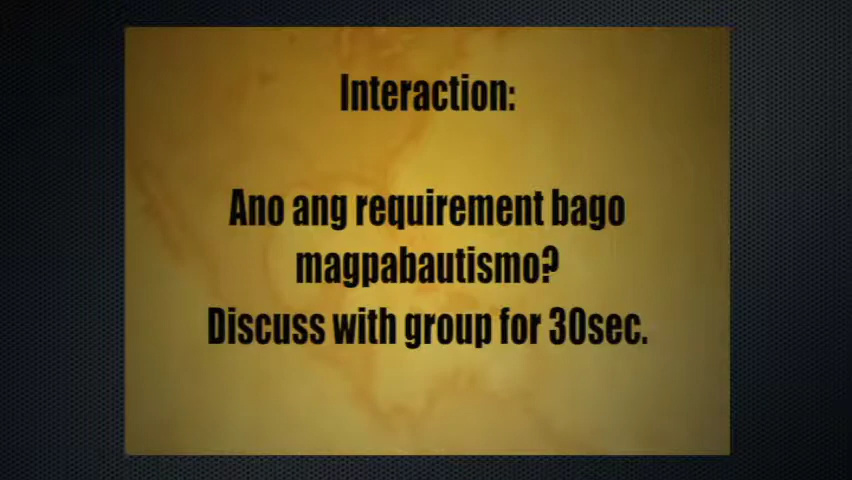 Interaction:
Ano ang requirement bago
magpabautismo?
Discuss with group for 30sec.